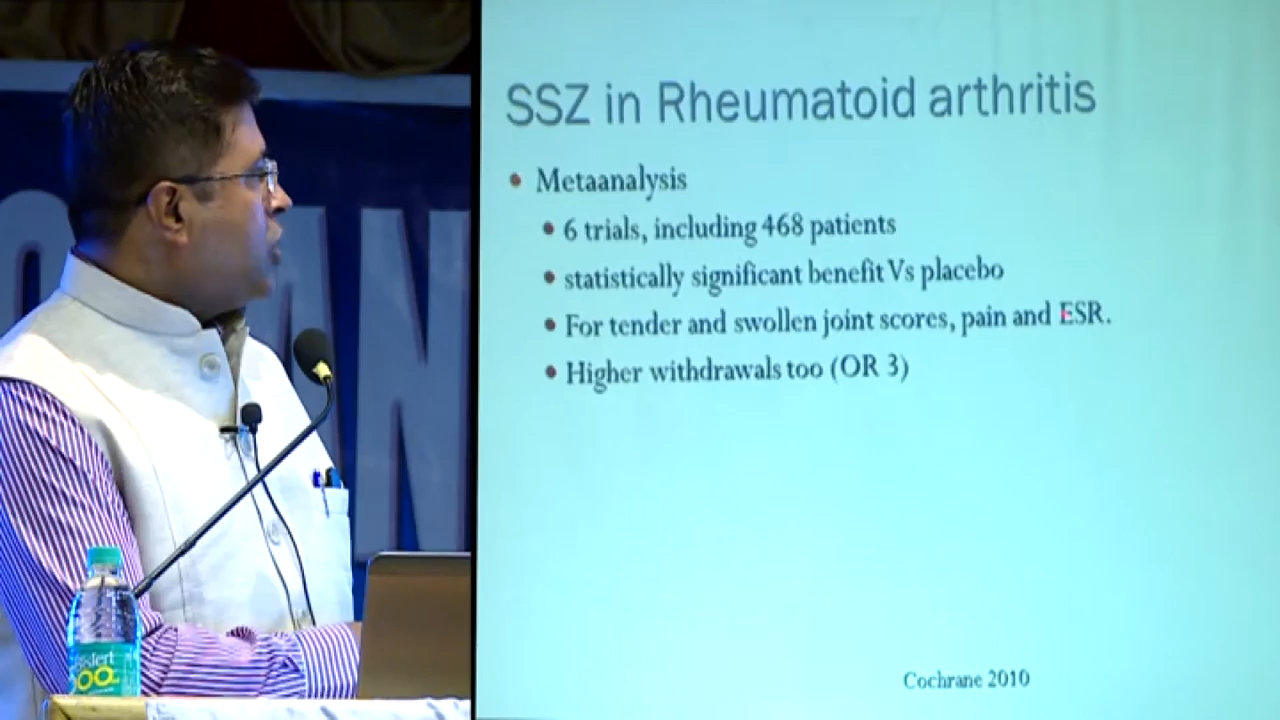 SSZ in Rheumatoid arthritis
• Metaanalysis
• 6 trials, including 468 patients
• statistically significant benefit Vs placebo
• For tender and swollen joint scores, pain and ESR.
• Higher withdrawals too (OR 3)
Cochrane 2010
AN